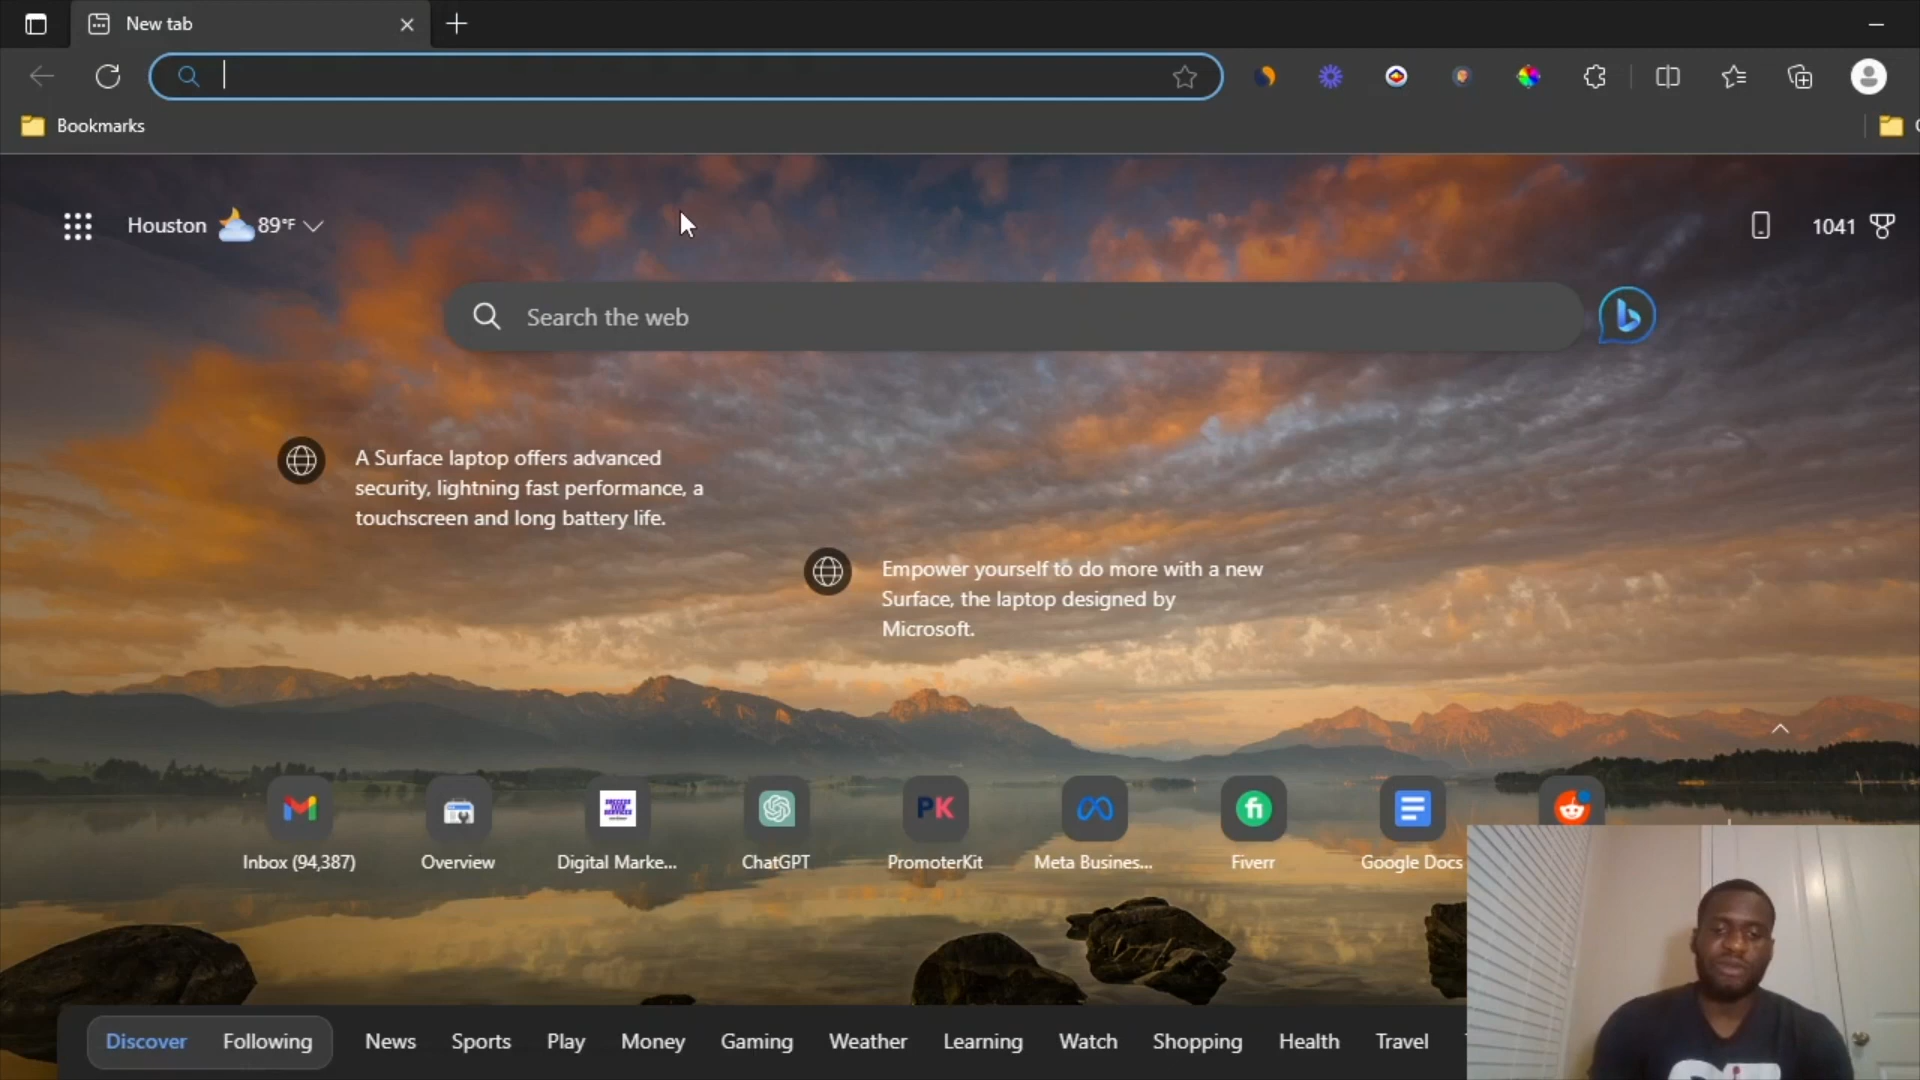 New tab
Bookmarks
Houston 89°F
1041
Search the web
A Surface laptop offers advanced
security, lightning fast performance, a
touchscreen and long battery life.
Empower yourself to do more with a new
Surface, the laptop designed by
Microsoft.
PK
Inbox (94,387) Overview Digital Marke... ChatGPT PromoterKit Meta Busines... Fiverr Google Docs
Discover Following News Sports Play Money Gaming Weather Learning Watch Shopping Health Travel